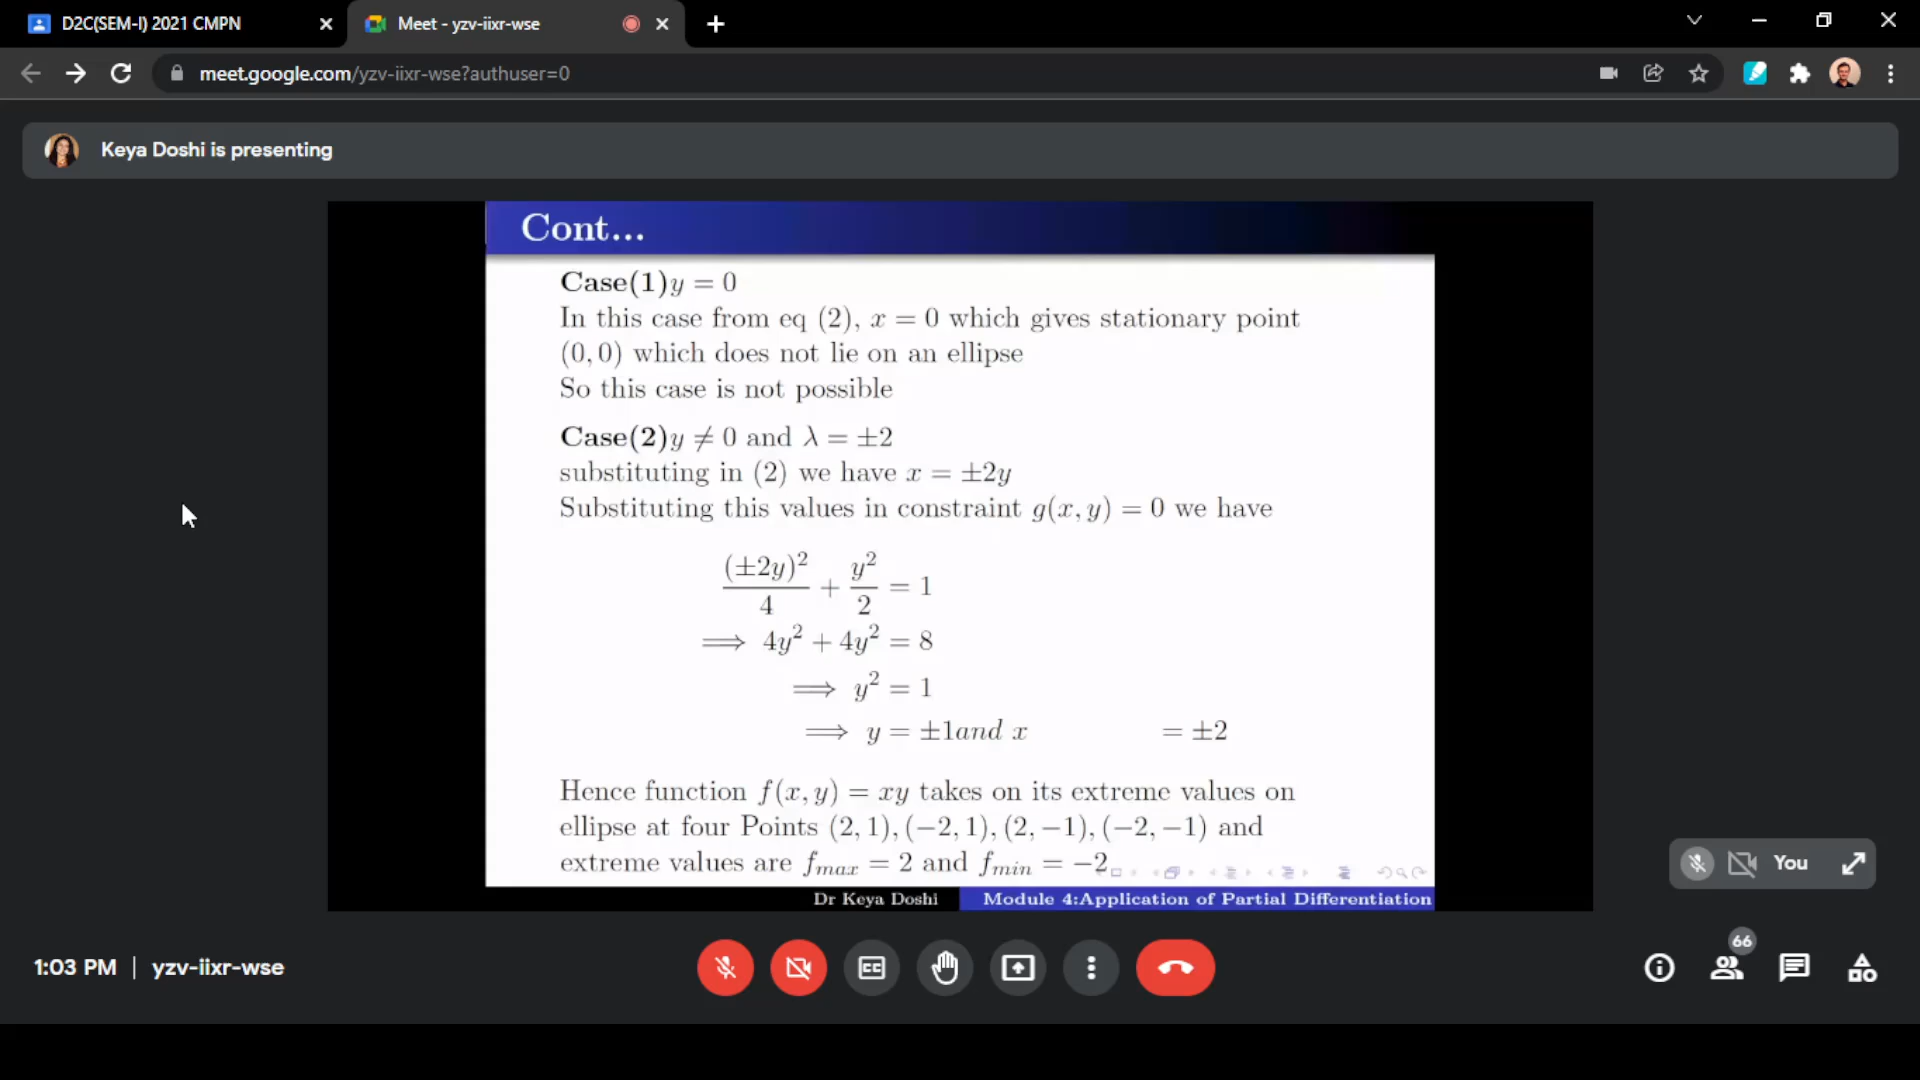 D2C(SEM-I) 2021 CMPN
Meet - yzv-iixr-wse
meet.google.com/yzv-iixr-wse?authuser=0
Keya Doshi is presenting
Cont...
Case(1)y = 0
In this case from eq (2), x = 0 which gives stationary point
(0, 0) which does not lie on an ellipse
So this case is not possible
Case(2)y ≠ 0 and λ = ±2
substituting in (2) we have x = ±2y
Substituting this values in constraint g(x, y) = 0 we have
(±2y)²/4 + y²/2 = 1
⟹ 4y² + 4y² = 8
⟹ y² = 1
⟹ y = ±1and x = ±2
Hence function f(x, y) = xy takes on its extreme values on
ellipse at four Points (2, 1), (−2, 1), (2, −1), (−2, −1) and
extreme values are fmax = 2 and fmin = −2
Dr Keya Doshi
Module 4:Application of Partial Differentiation
You
1:03 PM | yzv-iixr-wse
CC
66